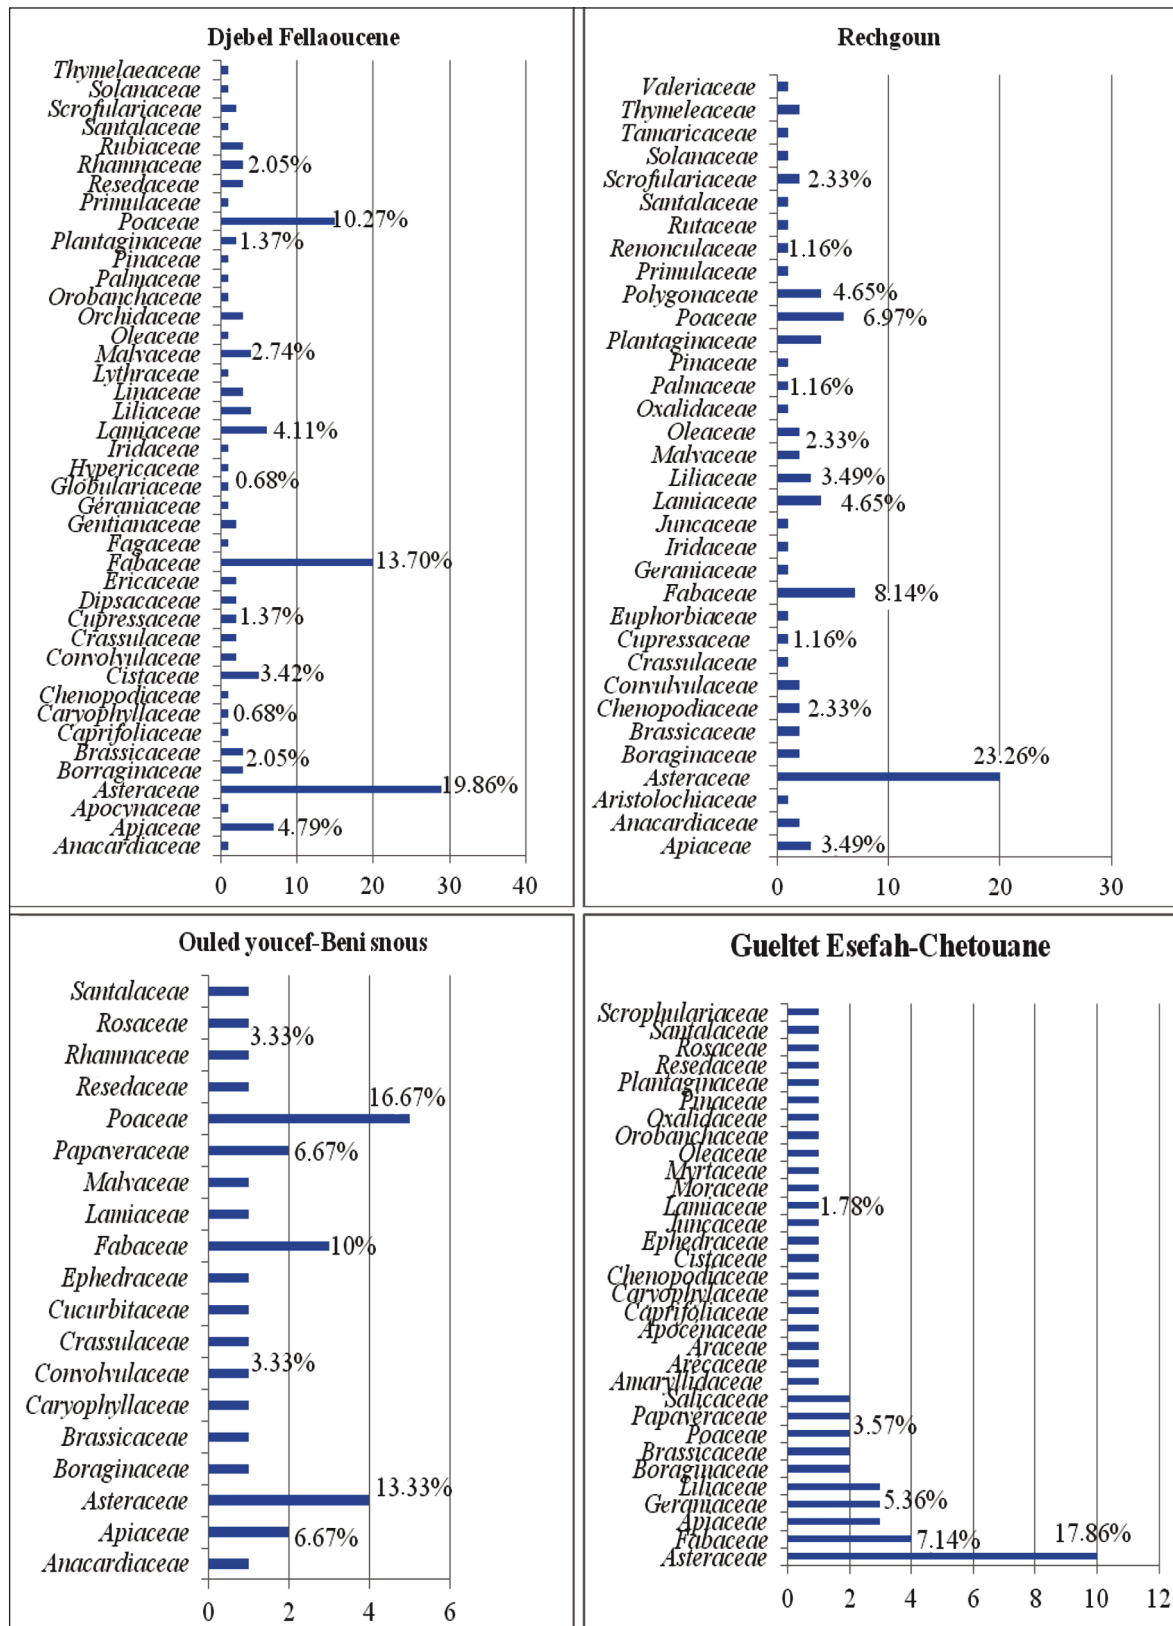 Djebel Fellaoucene
Thymelaeaceae
Solanaceae
Scrofulariaceae
Santalaceae
Rubiaceae
Rhamnaceae 2.05%
Resedaceae
Primulaceae
Poaceae 10.27%
Plantaginaceae 1.37%
Pinaceae
Palmaceae
Orobanchaceae
Orchidaceae
Oleaceae
Malvaceae 2.74%
Lythraceae
Linaceae
Liliaceae
Lamiaceae 4.11%
Iridaceae
Hypericaceae
0.68%
Globulariaceae
Géraniaceae
Gentianaceae
Fagaceae
Fabaceae 13.70%
Ericaceae
Dipsacaceae
Cupressaceae 1.37%
Crassulaceae
Convolvulaceae
Cistaceae 3.42%
Chenopodiaceae
Caryophyllaceae 0.68%
Caprifoliaceae
Brassicaceae
2.05%
Borraginaceae
Asteraceae 19.86%
Apocynaceae
Apiaceae 4.79%
Anacardiaceae
0 10 20 30 40
Rechgoun
Valeriaceae
Thymeleaceae
Tamaricaceae
Solanaceae
Scrofulariaceae 2.33%
Santalaceae
Rutaceae
Renonculaceae 1.16%
Primulaceae
Polygonaceae 4.65%
Poaceae 6.97%
Plantaginaceae
Pinaceae
Palmaceae 1.16%
Oxalidaceae
Oleaceae
2.33%
Malvaceae
Liliaceae 3.49%
Lamiaceae 4.65%
Juncaceae
Iridaceae
Geraniaceae
Fabaceae 8.14%
Euphorbiaceae
Cupressaceae 1.16%
Crassulaceae
Convulvulaceae
Chenopodiaceae 2.33%
Brassicaceae
Boraginaceae 23.26%
Asteraceae
Aristolochiaceae
Anacardiaceae
Apiaceae 3.49%
0 10 20 30
Ouled youcef-Beni snous
Santalaceae
Rosaceae
3.33%
Rhamnaceae
Resedaceae
16.67%
Poaceae
Papaveraceae 6.67%
Malvaceae
Lamiaceae
Fabaceae 10%
Ephedraceae
Cucurbitaceae
Crassulaceae
3.33%
Convolvulaceae
Caryophyllaceae
Brassicaceae
Boraginaceae
13.33%
Asteraceae
Apiaceae 6.67%
Anacardiaceae
0 2 4 6
Gueltet Esefah-Chetouane
Scrophulariaceae
Santalaceae
Rosaceae
Resedaceae
Plantaginaceae
Pinaceae
Oxalidaceae
Orobanchaceae
Oleaceae
Myrtaceae
Moraceae
Lamiaceae 1.78%
Juncaceae
Ephedraceae
Cistaceae
Chenopodiaceae
Caryophylaceae
Caprifoliaceae
Apocenaceae
Araceae
Arecaceae
Amaryllidaceae
Salicaceae
Papaveraceae
3.57%
Poaceae
Brassicaceae
Boraginaceae
Liliaceae
Geraniaceae 5.36%
Apiaceae
Fabaceae 7.14% 17.86%
Asteraceae
0 2 4 6 8 10 12